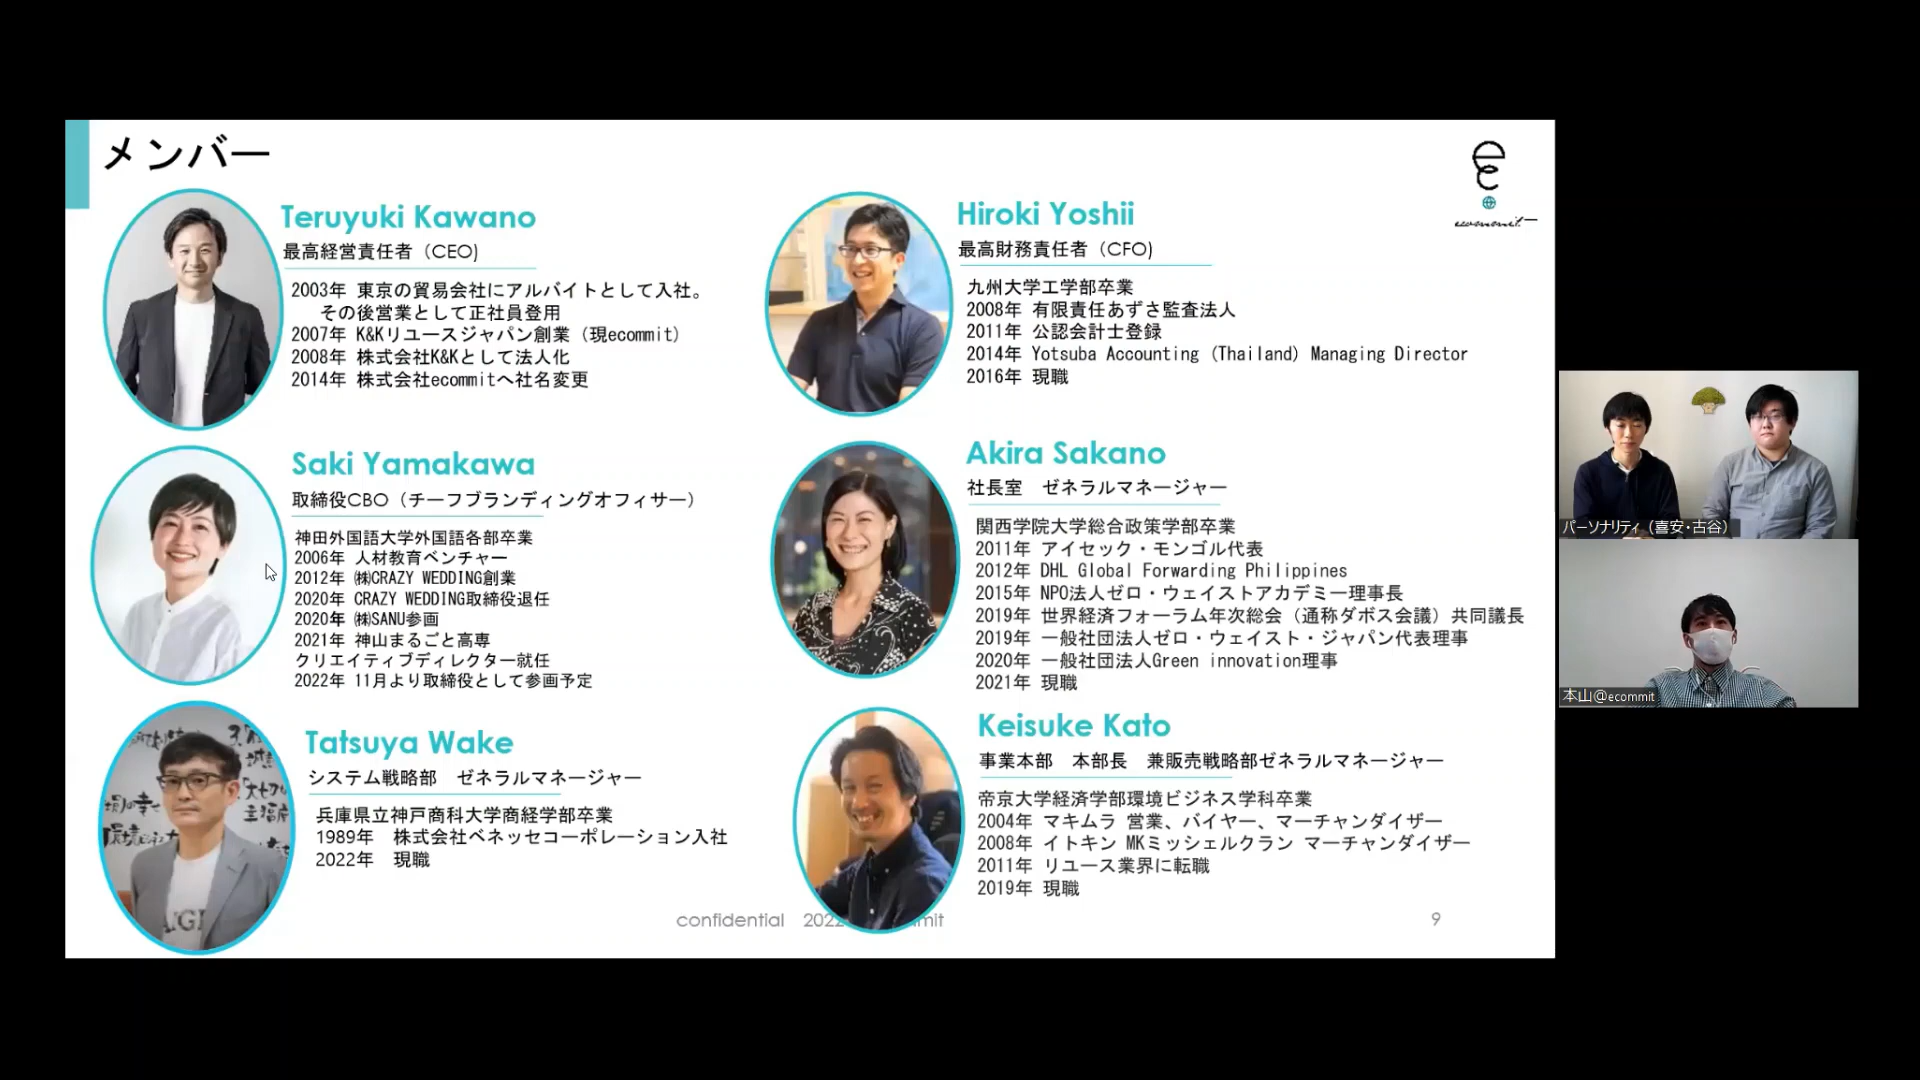 メンバー
ecommit
Teruyuki Kawano
最高経営責任者（CEO)
2003年 東京の貿易会社にアルバイトとして入社。
その後営業として正社員登用
2007年 K&Kリユースジャパン創業（現ecommit）
2008年 株式会社K&Kとして法人化
2014年 株式会社ecommitへ社名変更
Hiroki Yoshii
最高財務責任者（CFO)
九州大学工学部卒業
2008年 有限責任あずさ監査法人
2011年 公認会計士登録
2014年 Yotsuba Accounting (Thailand) Managing Director
2016年 現職
Saki Yamakawa
取締役CBO（チーフブランディングオフィサー）
神田外国語大学外国語各部卒業
2006年 人材教育ベンチャー
2012年 ㈱CRAZY WEDDING創業
2020年 CRAZY WEDDING取締役退任
2020年 ㈱SANU参画
2021年 神山まるごと高専
クリエイティブディレクター就任
2022年 11月より取締役として参画予定
Akira Sakano
社長室　ゼネラルマネージャー
関西学院大学総合政策学部卒業
2011年 アイセック・モンゴル代表
2012年 DHL Global Forwarding Philippines
2015年 NPO法人ゼロ・ウェイストアカデミー理事長
2019年 世界経済フォーラム年次総会（通称ダボス会議）共同議長
2019年 一般社団法人ゼロ・ウェイスト・ジャパン代表理事
2020年 一般社団法人Green innovation理事
2021年 現職
Tatsuya Wake
システム戦略部　ゼネラルマネージャー
兵庫県立神戸商科大学商経学部卒業
1989年　株式会社ベネッセコーポレーション入社
2022年　現職
Keisuke Kato
事業本部　本部長　兼販売戦略部ゼネラルマネージャー
帝京大学経済学部環境ビジネス学科卒業
2004年 マキムラ 営業、バイヤー、マーチャンダイザー
2008年 イトキン MKミッシェルクラン マーチャンダイザー
2011年 リユース業界に転職
2019年 現職
confidential 2022 mit
9
パーソナリティ（喜安・古谷）
本山@ecommit